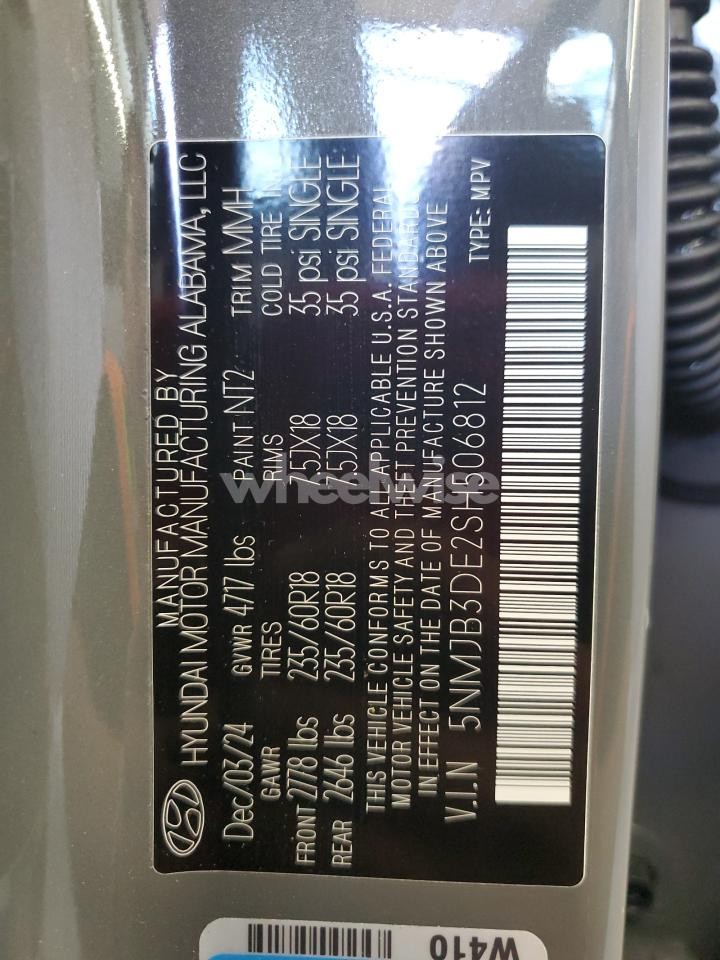 MANUFACTURED BY
HYUNDAI MOTOR MANUFACTURING ALABAMA, LLC
Dec/03/24 GVWR 4717 lbs PAINT NT2 TRIM MMH
GAWR TIRES RIMS COLD TIRE
FRONT 2778 lbs 235/60R18 7.5JX18 35 psi SINGLE
REAR 2646 lbs 235/60R18 7.5JX18 35 psi SINGLE
THIS VEHICLE CONFORMS TO ALL APPLICABLE U.S.A. FEDERAL
MOTOR VEHICLE SAFETY AND THEFT PREVENTION STANDARDS
IN EFFECT ON THE DATE OF MANUFACTURE SHOWN ABOVE
V.I.N 5NMJB3DE2SH506812 TYPE: MPV
wheelwise
W410